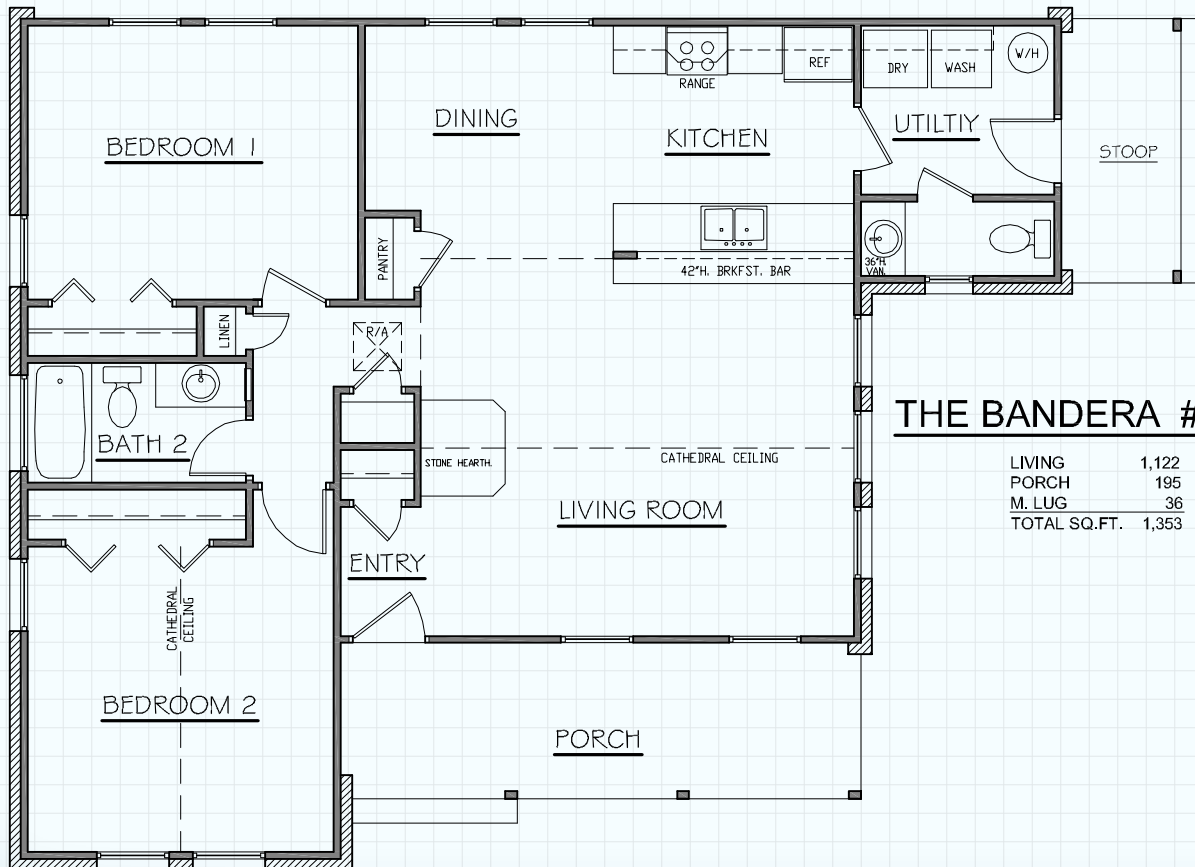 W/H
REF
DRY
WASH
RANGE
DINING
UTILTIY
KITCHEN
BEDROOM 1
STOOP
PANTRY
36"H.
VAN.
42"H. BRKFST. BAR
LINEN
R/A
THE BANDERA #
BATH 2
STONE HEARTH.
CATHEDRAL CEILING
LIVING 1,122
PORCH 195
M. LUG 36
TOTAL SQ.FT. 1,353
LIVING ROOM
ENTRY
CATHEDRAL
CEILING
BEDROOM 2
PORCH